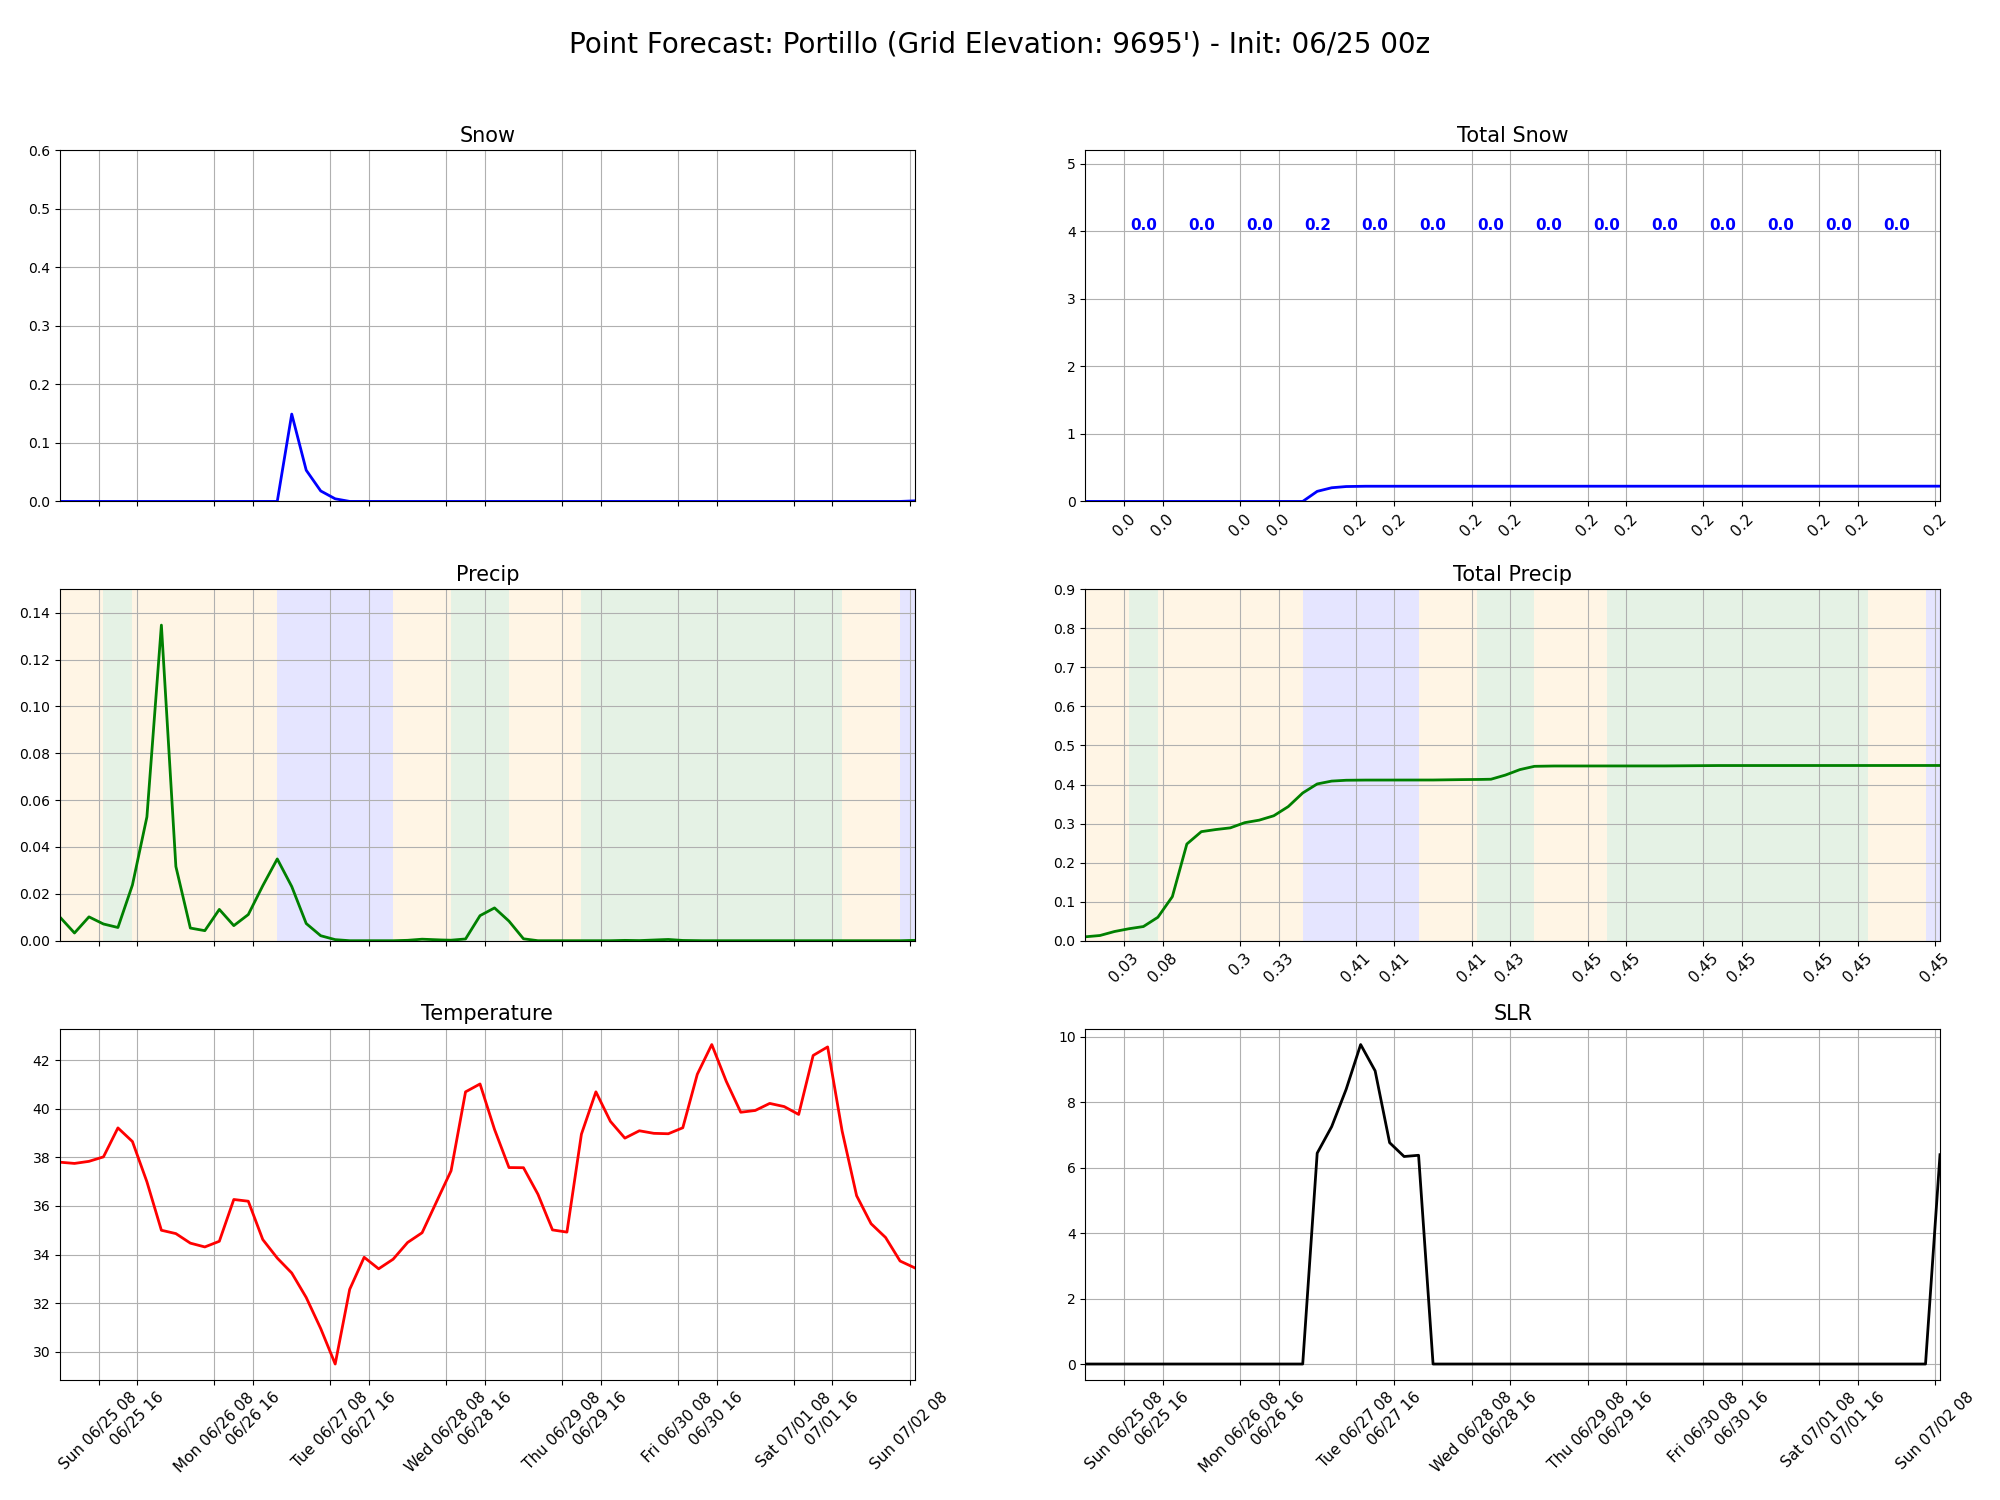 Point Forecast: Portillo (Grid Elevation: 9695') - Init: 06/25 00z
Snow
0.6
0.5
0.4
0.3
0.2
0.1
0.0
Total Snow
5
4
3
2
1
0
0.0 0.0 0.0 0.2 0.0 0.0 0.0 0.0 0.0 0.0 0.0 0.0 0.0 0.0
0.0 0.0 0.0 0.0 0.2 0.2 0.2 0.2 0.2 0.2 0.2 0.2 0.2 0.2 0.2
Precip
0.14
0.12
0.10
0.08
0.06
0.04
0.02
0.00
Total Precip
0.9
0.8
0.7
0.6
0.5
0.4
0.3
0.2
0.1
0.0
0.03 0.08 0.3 0.33 0.41 0.41 0.41 0.43 0.45 0.45 0.45 0.45 0.45 0.45 0.45
Temperature
42
40
38
36
34
32
30
Sun 06/25 08
06/25 16
Mon 06/26 08
06/26 16
Tue 06/27 08
06/27 16
Wed 06/28 08
06/28 16
Thu 06/29 08
06/29 16
Fri 06/30 08
06/30 16
Sat 07/01 08
07/01 16
Sun 07/02 08
SLR
10
8
6
4
2
0
Sun 06/25 08
06/25 16
Mon 06/26 08
06/26 16
Tue 06/27 08
06/27 16
Wed 06/28 08
06/28 16
Thu 06/29 08
06/29 16
Fri 06/30 08
06/30 16
Sat 07/01 08
07/01 16
Sun 07/02 08